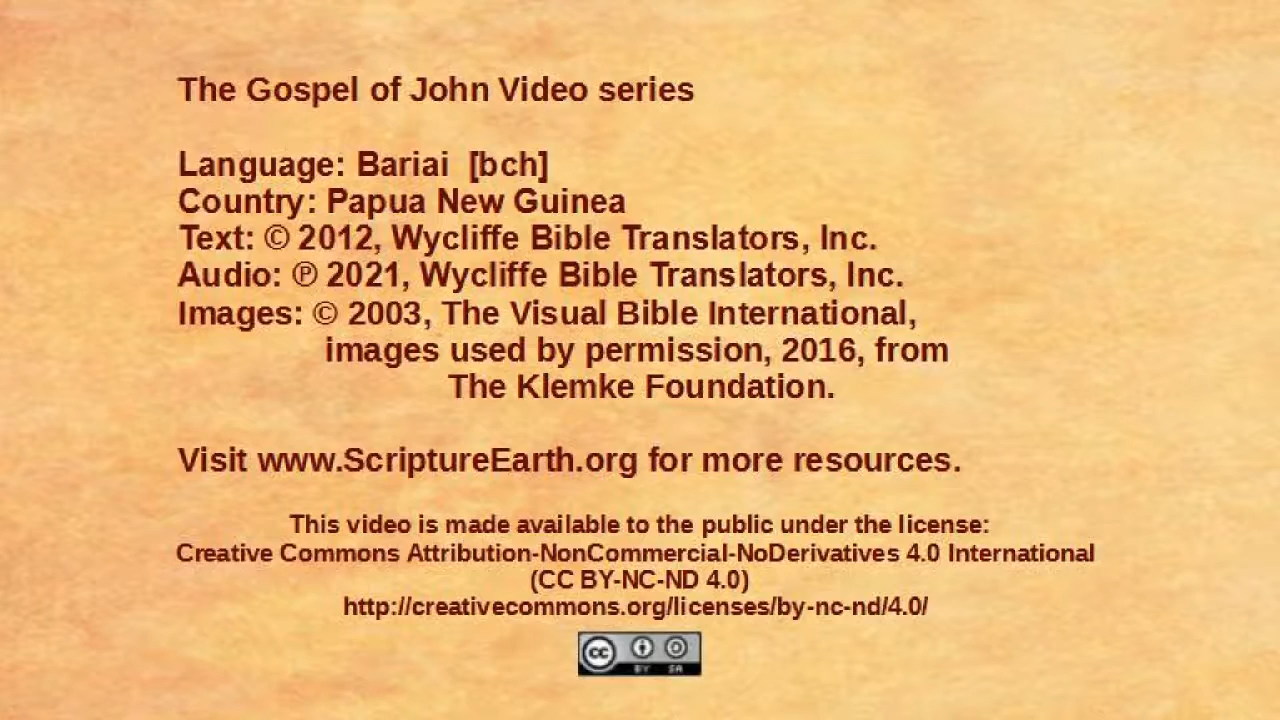 The Gospel of John Video series
Language: Bariai [bch]
Country: Papua New Guinea
Text: © 2012, Wycliffe Bible Translators, Inc.
Audio: ℗ 2021, Wycliffe Bible Translators, Inc.
Images: © 2003, The Visual Bible International,
images used by permission, 2016, from
The Klemke Foundation.
Visit www.ScriptureEarth.org for more resources.
This video is made available to the public under the license:
Creative Commons Attribution-NonCommercial-NoDerivatives 4.0 International
(CC BY-NC-ND 4.0)
http://creativecommons.org/licenses/by-nc-nd/4.0/
cc BY SA